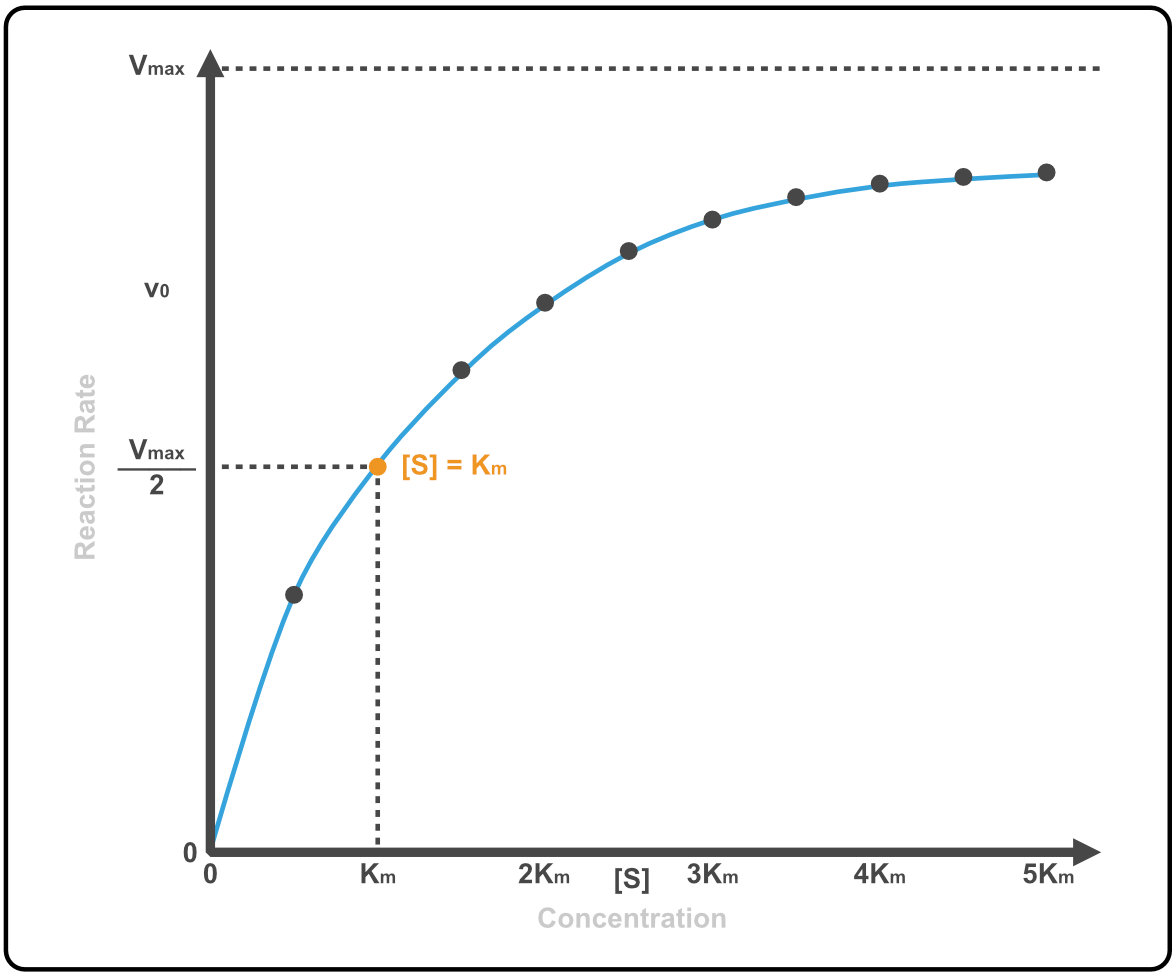 Vmax
v0
Reaction Rate
Vmax
2
[S] = Km
0
0
Km
2Km
[S]
3Km
4Km
5Km
Concentration